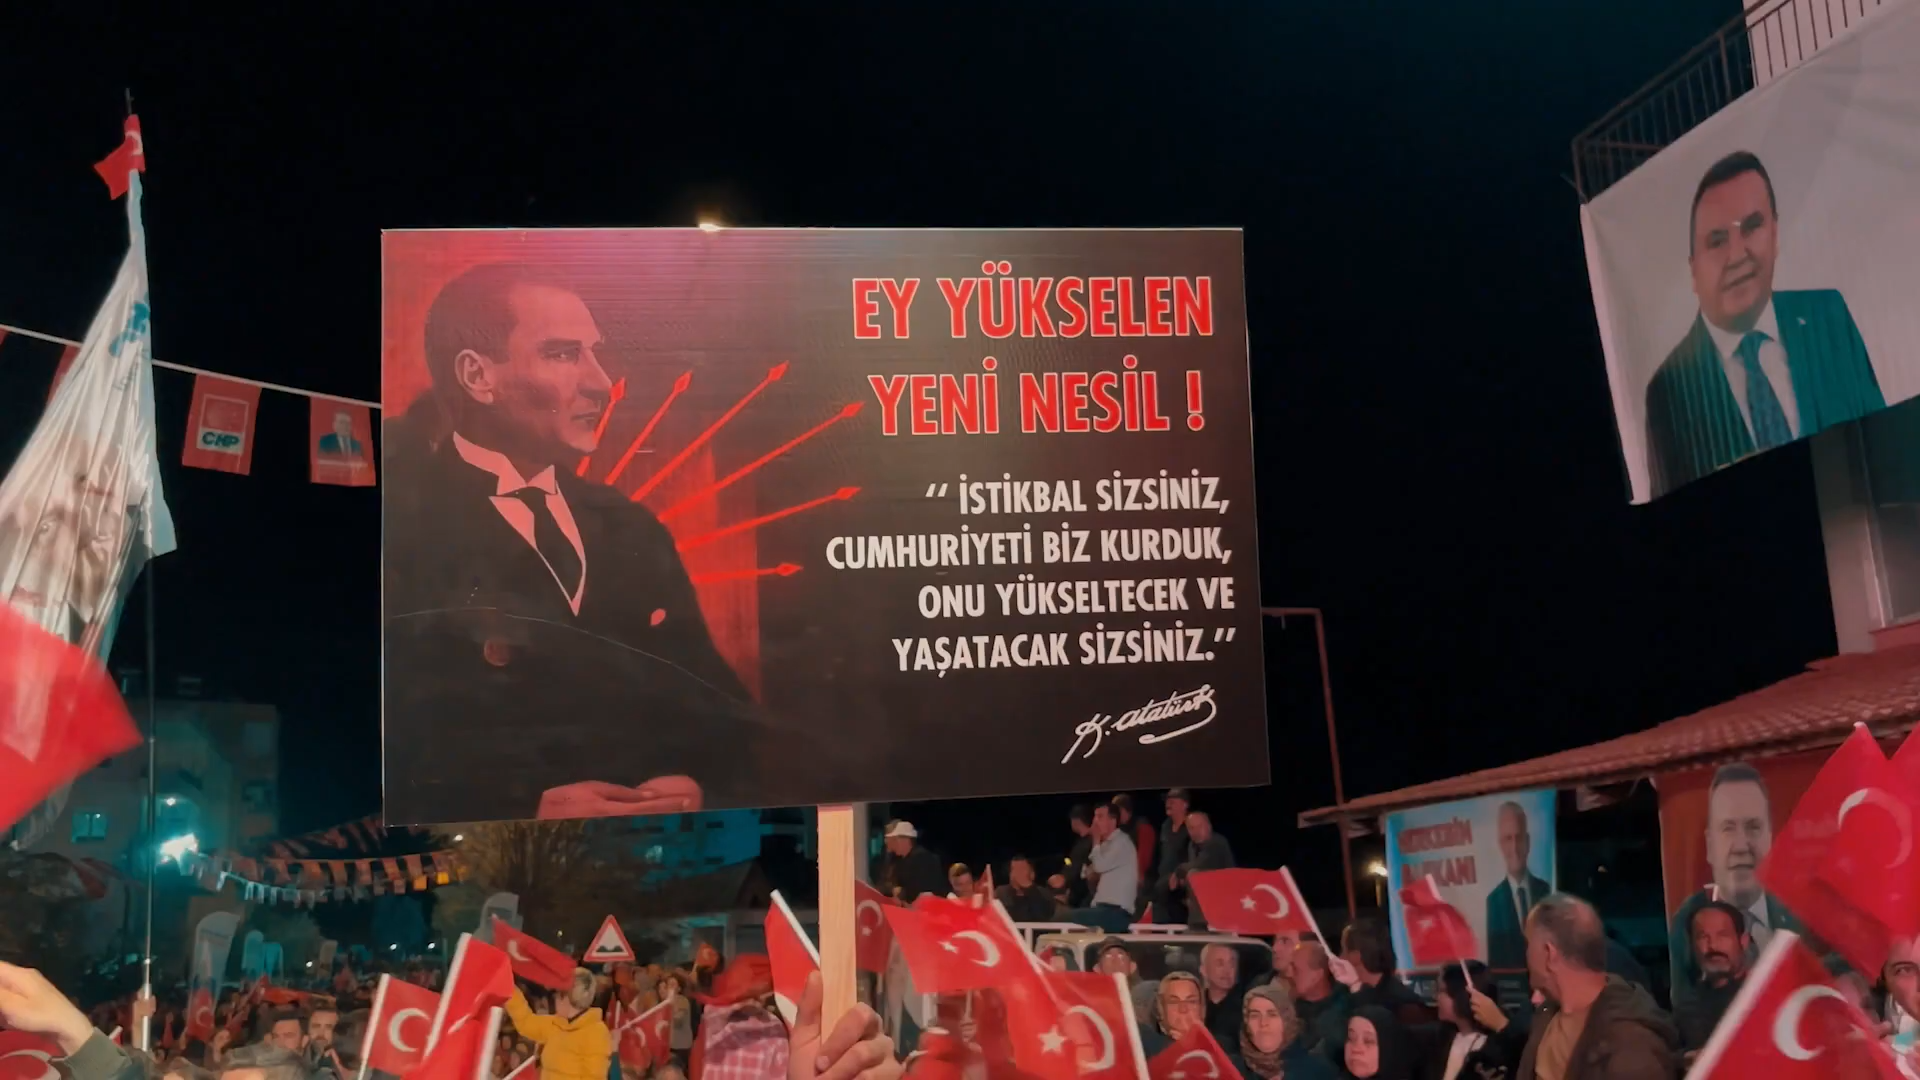 EY YÜKSELEN
YENİ NESİL !
“ İSTİKBAL SİZSİNİZ,
CUMHURİYETİ BİZ KURDUK,
ONU YÜKSELTECEK VE
YAŞATACAK SİZSİNİZ.”
K. Atatürk
CHP